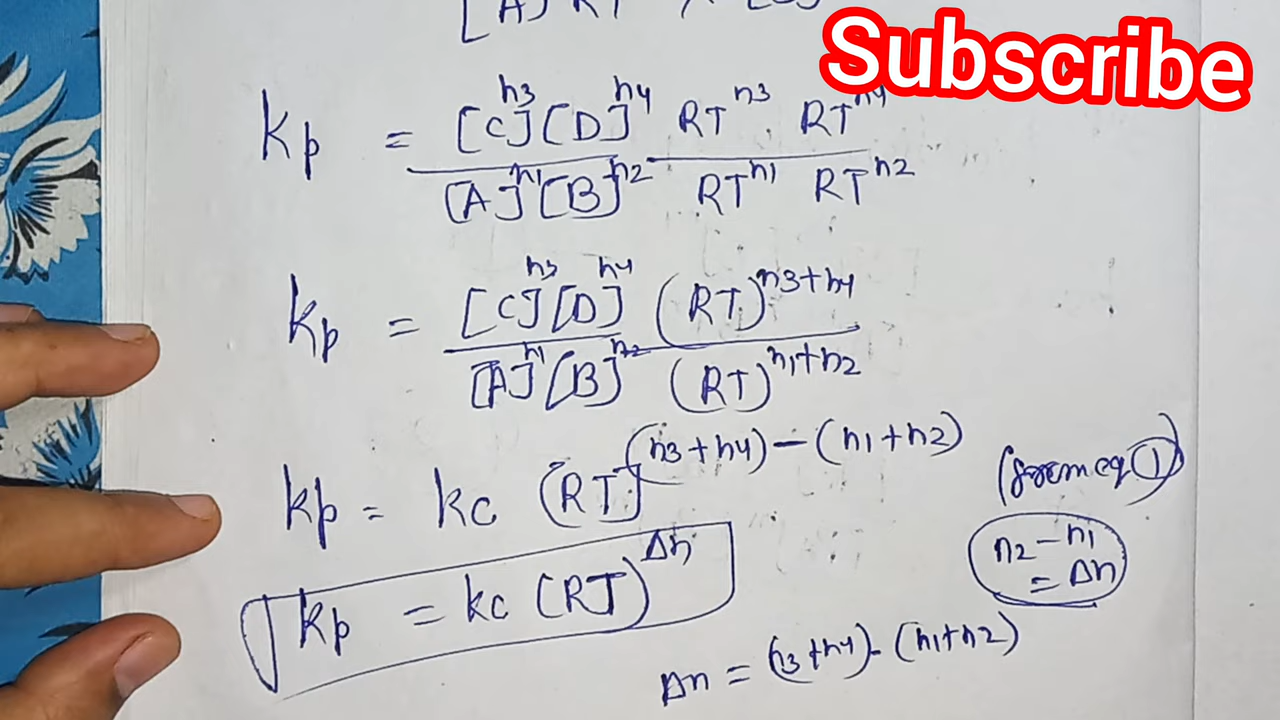 [A] RT
Subscribe
Kp = [C]^n3 [D]^n4 RT^n3 . RT^n4
[A]^n1 [B]^n2 RT^n1 RT^n2
Kp = [C]^n3 [D]^n4 (RT)^n3+n4
[A]^n1 [B]^n2 (RT)^n1+n2
Kp = Kc (RT)^(n3+n4)-(n1+n2)
(from eq 1)
n2 - n1
= Δn
Kp = Kc (RT)^Δn
Δn = (n3+n4)-(n1+n2)